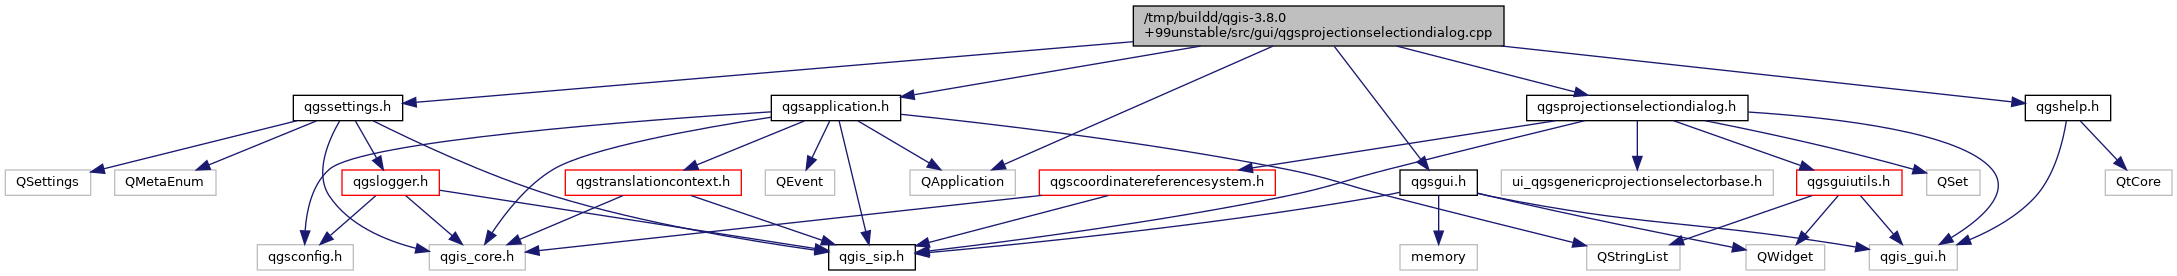 /tmp/buildd/qgis-3.8.0
+99unstable/src/gui/qgsprojectionselectiondialog.cpp
qgssettings.h
qgsapplication.h
qgsprojectionselectiondialog.h
qgshelp.h
QSettings
QMetaEnum
qgslogger.h
qgstranslationcontext.h
QEvent
QApplication
qgscoordinatereferencesystem.h
qgsgui.h
ui_qgsgenericprojectionselectorbase.h
qgsguiutils.h
QSet
QtCore
qgsconfig.h
qgis_core.h
qgis_sip.h
memory
QStringList
QWidget
qgis_gui.h